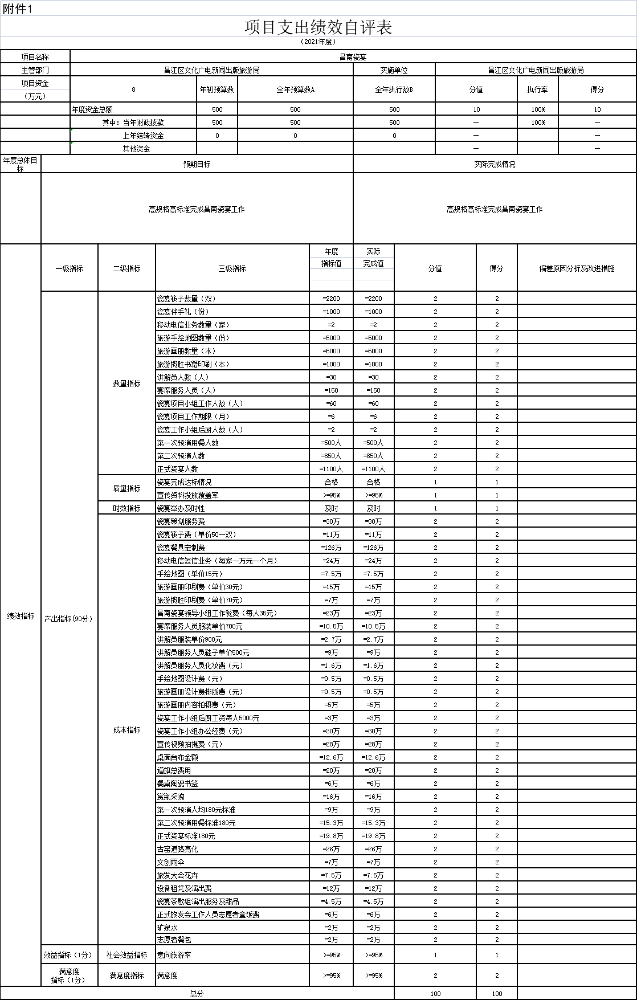 附件1
项目支出绩效自评表
（2021年度）
项目名称 昌南瓷宴
主管部门 昌江区文化广电新闻出版旅游局 实施单位 昌江区文化广电新闻出版旅游局
项目资金
（万元） 8 年初预算数 全年预算数A 全年执行数B 分值 执行率 得分
年度资金总额 500 500 500 10 100% 10
其中: 当年财政拨款 500 500 500 — 100% —
上年结转资金 0 0 0 — —
其他资金 — —
年度总体目标 预期目标 实际完成情况
高规格高标准完成昌南瓷宴工作 高规格高标准完成昌南瓷宴工作
绩效指标 一级指标 二级指标 三级指标 年度指标值 实际完成值 分值 得分 偏差原因分析及改进措施
产出指标(90分) 数量指标 瓷宴筷子数量（双） =2200 =2200 2 2
瓷宴伴手礼（份） =1000 =1000 2 2
移动电信业务数量（家） =2 =2 2 2
旅游手绘地图数量（份） =5000 =5000 2 2
旅游画册数量（本） =5000 =5000 2 2
旅游揽胜书籍印刷（本） =1000 =1000 2 2
讲解员人数（人） =30 =30 2 2
宴席服务人员（人） =150 =150 2 2
瓷宴项目小组工作人数（人） =60 =60 2 2
瓷宴项目工作期限（月） =6 =6 2 2
瓷宴工作小组后厨人数（人） =2 =2 2 2
第一次预演用餐人数 =500人 =500人 2 2
第二次预演人数 =850人 =850人 2 2
正式瓷宴人数 =1100人 =1100人 2 2
质量指标 瓷宴完成达标情况 合格 合格 1 1
宣传资料投放覆盖率 >=95% >=95% 1 1
时效指标 瓷宴举办及时性 及时 及时 1 1
成本指标 瓷宴策划服务费 =30万 =30万 2 2
瓷宴筷子费（单价50一双） =11万 =11万 2 2
瓷宴餐具定制费 =126万 =126万 2 2
移动电信短信业务（每家一万元一个月） =24万 =24万 2 2
手绘地图（单价15元） =7.5万 =7.5万 2 2
旅游画册印刷费（单价30元） =15万 =15万 2 2
旅游揽胜印刷费（单价70元） =7万 =7万 2 2
昌南瓷宴领导小组工作餐费（每人35元） =23万 =23万 2 2
宴席服务人员服装单价700元 =10.5万 =10.5万 2 2
讲解员服装单价900元 =2.7万 =2.7万 2 2
讲解员服务人员鞋子单价500元 =9万 =9万 2 2
讲解员服务人员化妆费（元） =1.6万 =1.6万 2 2
手绘地图设计费（元） =0.5万 =0.5万 2 2
旅游画册设计费排版费（元） =0.5万 =0.5万 2 2
旅游画册内容拍摄费（元） =5万 =5万 2 2
瓷宴工作小组后厨工资每人5000元 =3万 =3万 2 2
瓷宴工作小组办公经费（元） =30万 =30万 2 2
宣传视频拍摄费（元） =28万 =28万 2 2
桌面台布金额 =12.6万 =12.6万 2 2
道旗总费用 =20万 =20万 2 2
餐桌陶瓷书签 =6万 =6万 2 2
赏瓶采购 =16万 =16万 2 2
第一次预演人均180元标准 =9万 =9万 2 2
第二次预演用餐标准180元 =15.3万 =15.3万 2 2
正式瓷宴标准180元 =19.8万 =19.8万 2 2
古窑道路亮化 =26万 =26万 2 2
文创雨伞 =7万 =7万 2 2
旅发大会花卉 =7.5万 =7.5万 2 2
设备租凭及演出费 =12万 =12万 2 2
瓷宴茶歇组演出服务及甜品 =4.5万 =4.5万 2 2
正式旅发会工作人员志愿者盒饭费 =6万 =6万 2 2
矿泉水 =2万 =2万 2 2
志愿者餐包 =2万 =2万 2 2
效益指标（1分） 社会效益指标 意向旅游率 >=95% >=95% 1 1
满意度指标（1分） 满意度指标 满意度 >=95% >=95% 2 2
总分 100 100